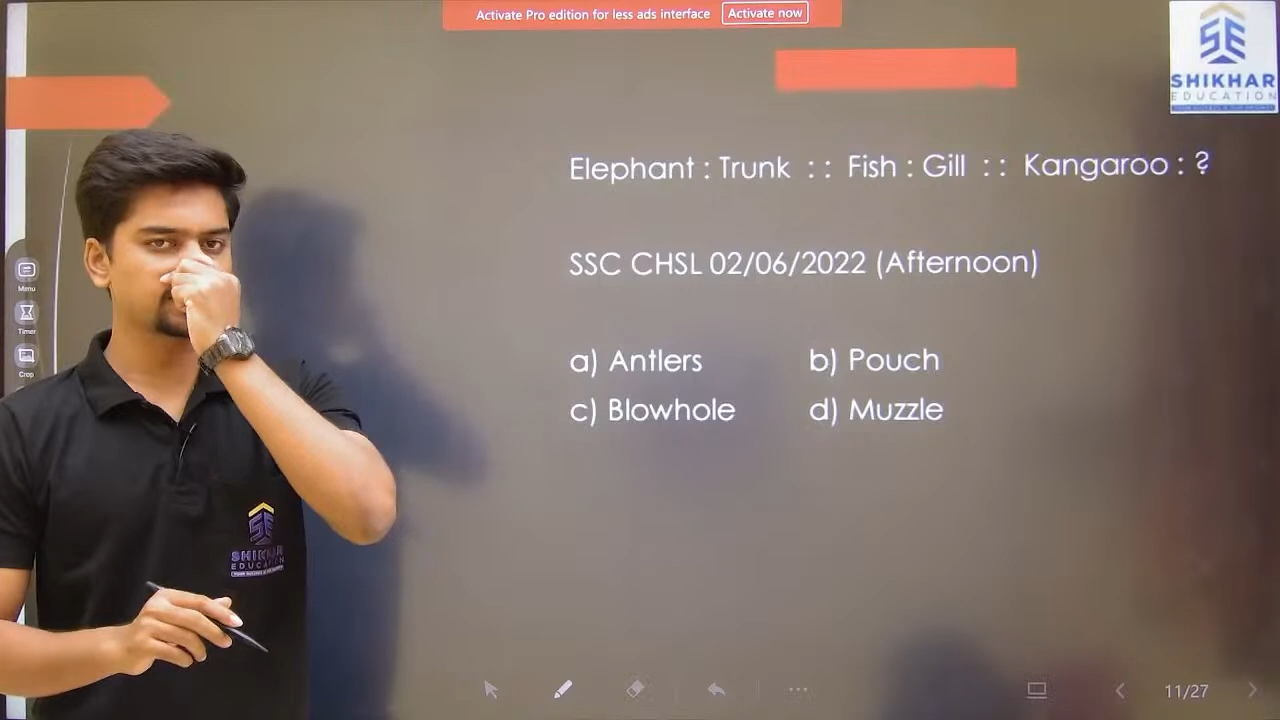 Activate Pro edition for less ads interface
Activate now
SHIKHAR
EDUCATION
Elephant : Trunk :: Fish : Gill :: Kangaroo : ?
SSC CHSL 02/06/2022 (Afternoon)
a) Antlers b) Pouch
c) Blowhole d) Muzzle
Menu
Timer
Crop
SHIKHAR
EDUCATION
11/27